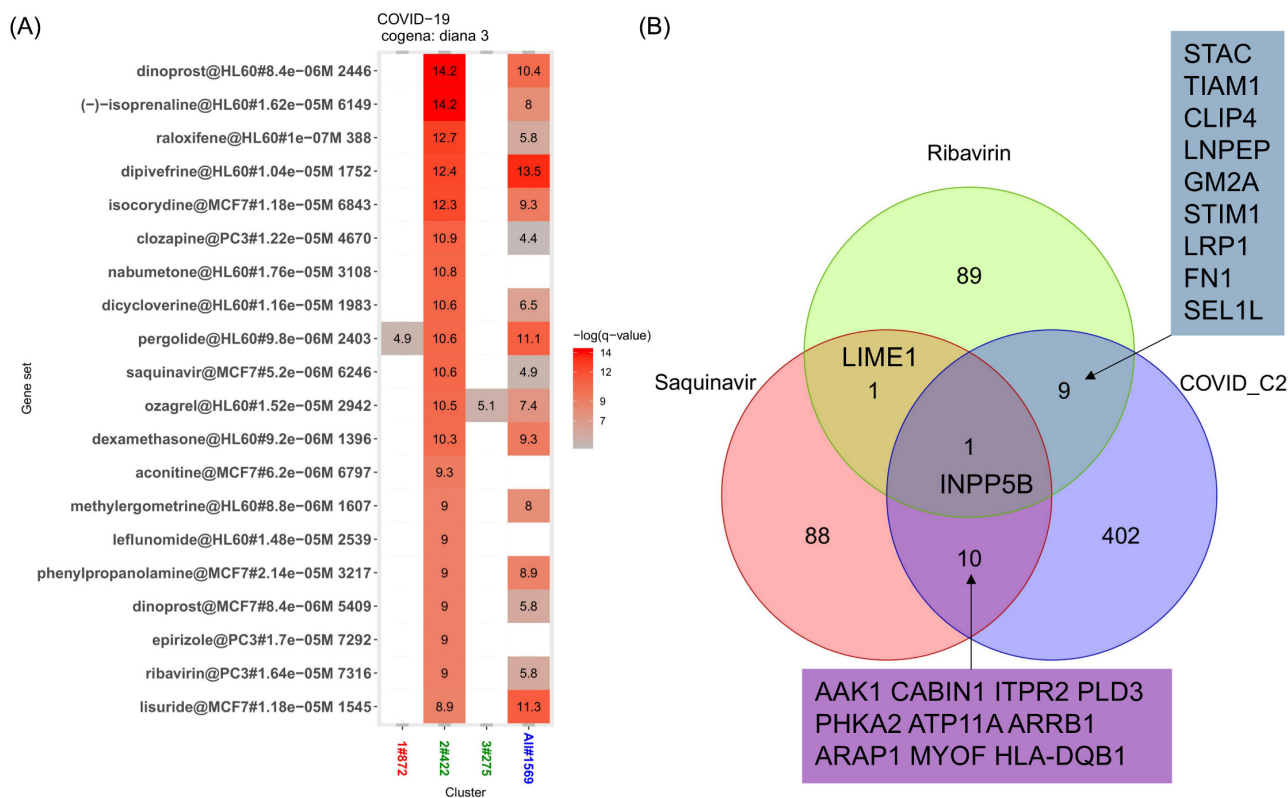 (A)
COVID−19
cogena: diana 3
Gene set
dinoprost@HL60#8.4e−06M 2446 14.2 10.4
(−)−isoprenaline@HL60#1.62e−05M 6149 14.2 8
raloxifene@HL60#1e−07M 388 12.7 5.8
dipivefrine@HL60#1.04e−05M 1752 12.4 13.5
isocorydine@MCF7#1.18e−05M 6843 12.3 9.3
clozapine@PC3#1.22e−05M 4670 10.9 4.4
nabumetone@HL60#1.76e−05M 3108 10.8
dicycloverine@HL60#1.16e−05M 1983 10.6 6.5
pergolide@HL60#9.8e−06M 2403 4.9 10.6 11.1
saquinavir@MCF7#5.2e−06M 6246 10.6 4.9
ozagrel@HL60#1.52e−05M 2942 10.5 5.1 7.4
dexamethasone@HL60#9.2e−06M 1396 10.3 9.3
aconitine@MCF7#6.2e−06M 6797 9.3
methylergometrine@HL60#8.8e−06M 1607 9 8
leflunomide@HL60#1.48e−05M 2539 9
phenylpropanolamine@MCF7#2.14e−05M 3217 9 8.9
dinoprost@MCF7#8.4e−06M 5409 9 5.8
epirizole@PC3#1.7e−05M 7292 9
ribavirin@PC3#1.64e−05M 7316 9 5.8
lisuride@MCF7#1.18e−05M 1545 8.9 11.3
1#872 2#422 3#275 All#1569
Cluster
−log(q−value)
14
12
9
7
(B)
Ribavirin
89
Saquinavir
LIME1
1
COVID_C2
9
1
INPP5B
88
10
402
STAC
TIAM1
CLIP4
LNPEP
GM2A
STIM1
LRP1
FN1
SEL1L
AAK1 CABIN1 ITPR2 PLD3
PHKA2 ATP11A ARRB1
ARAP1 MYOF HLA-DQB1